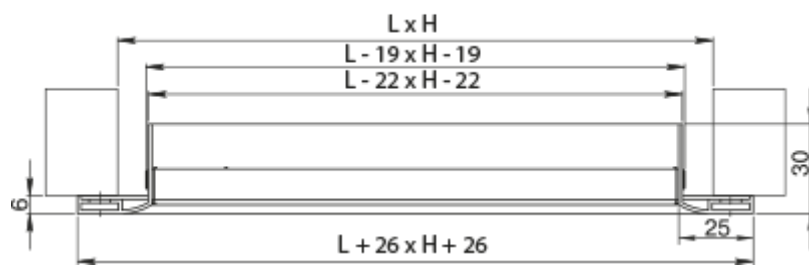 L x H
L - 19 x H - 19
L - 22 x H - 22
30
6
25
L + 26 x H + 26